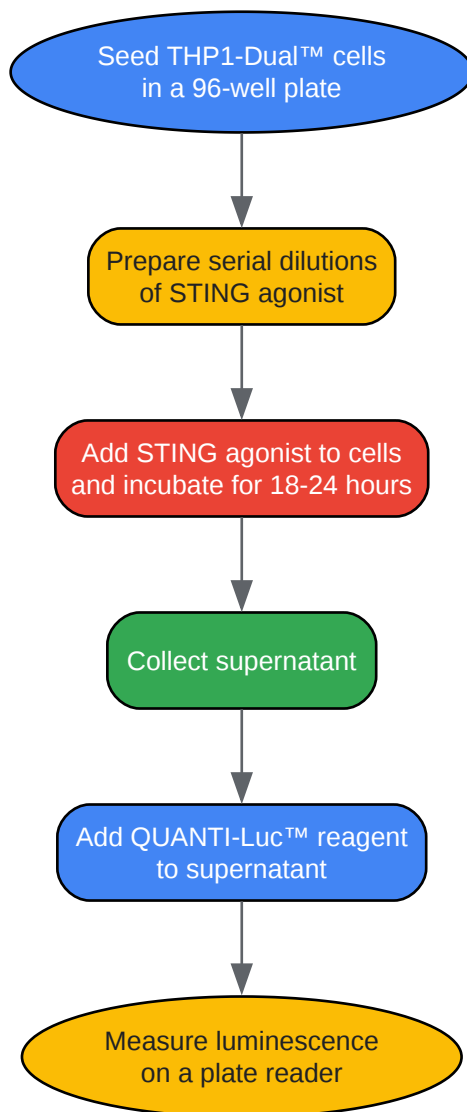 Seed THP1-Dual™ cells
in a 96-well plate
Prepare serial dilutions
of STING agonist
Add STING agonist to cells
and incubate for 18-24 hours
Collect supernatant
Add QUANTI-Luc™ reagent
to supernatant
Measure luminescence
on a plate reader